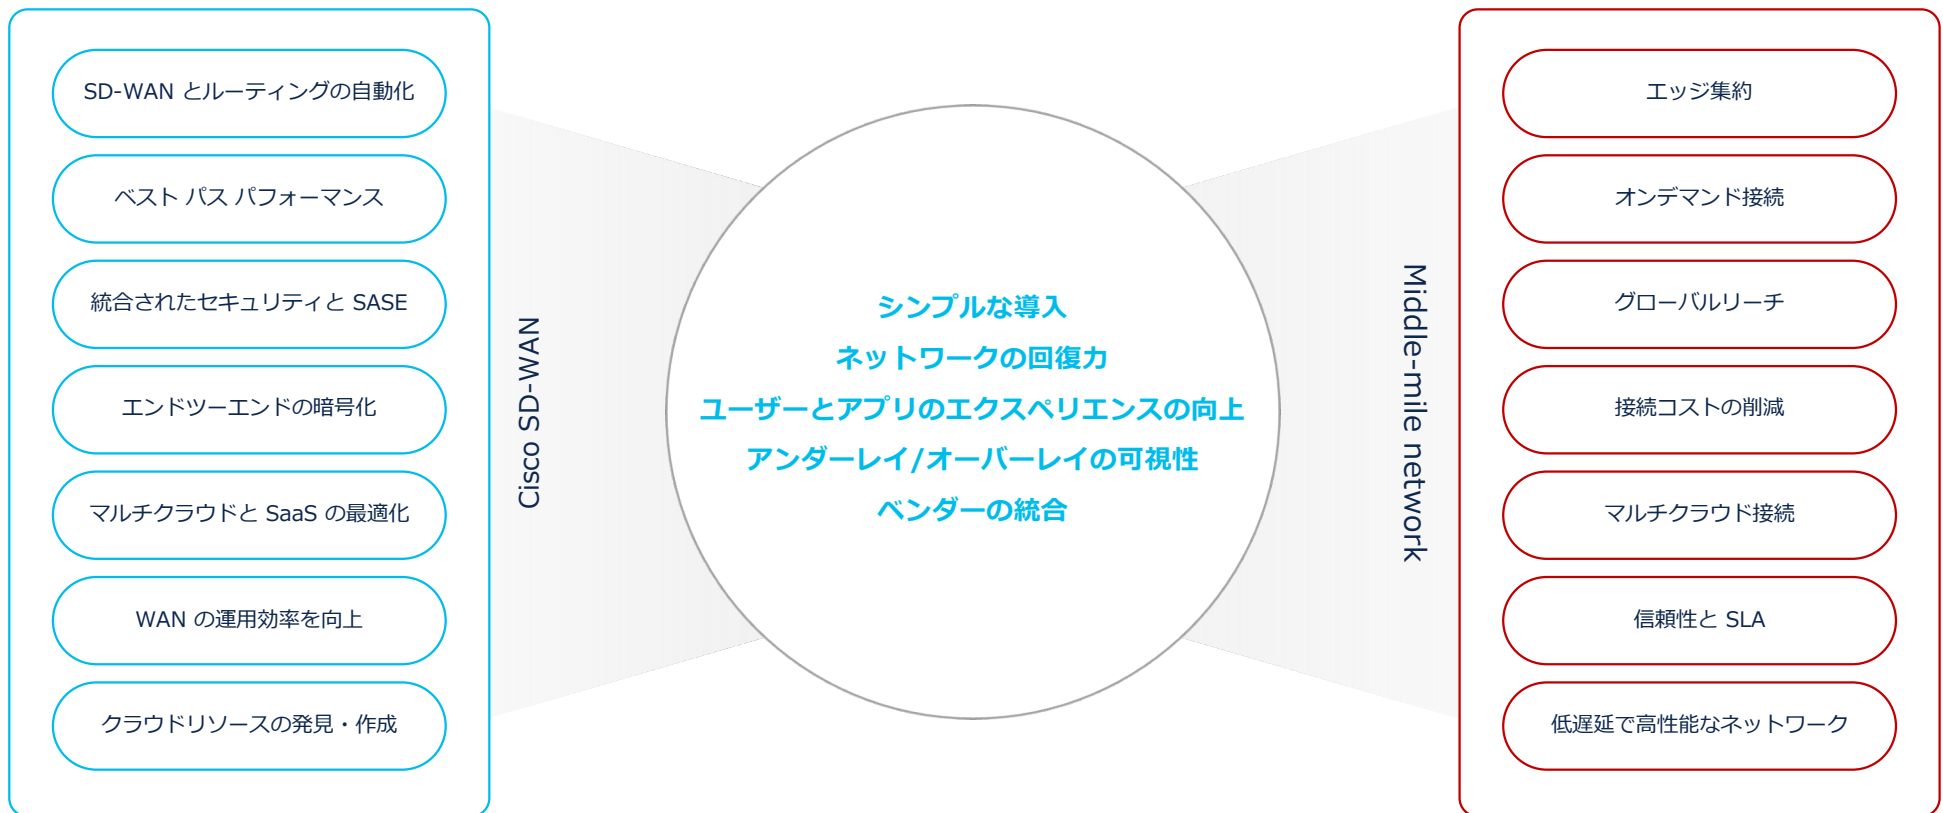 SD-WAN とルーティングの自動化
ベスト パス パフォーマンス
統合されたセキュリティと SASE
エンドツーエンドの暗号化
マルチクラウドと SaaS の最適化
WAN の運用効率を向上
クラウドリソースの発見・作成
Cisco SD-WAN
シンプルな導入
ネットワークの回復力
ユーザーとアプリのエクスペリエンスの向上
アンダーレイ/オーバーレイの可視性
ベンダーの統合
Middle-mile network
エッジ集約
オンデマンド接続
グローバルリーチ
接続コストの削減
マルチクラウド接続
信頼性と SLA
低遅延で高性能なネットワーク